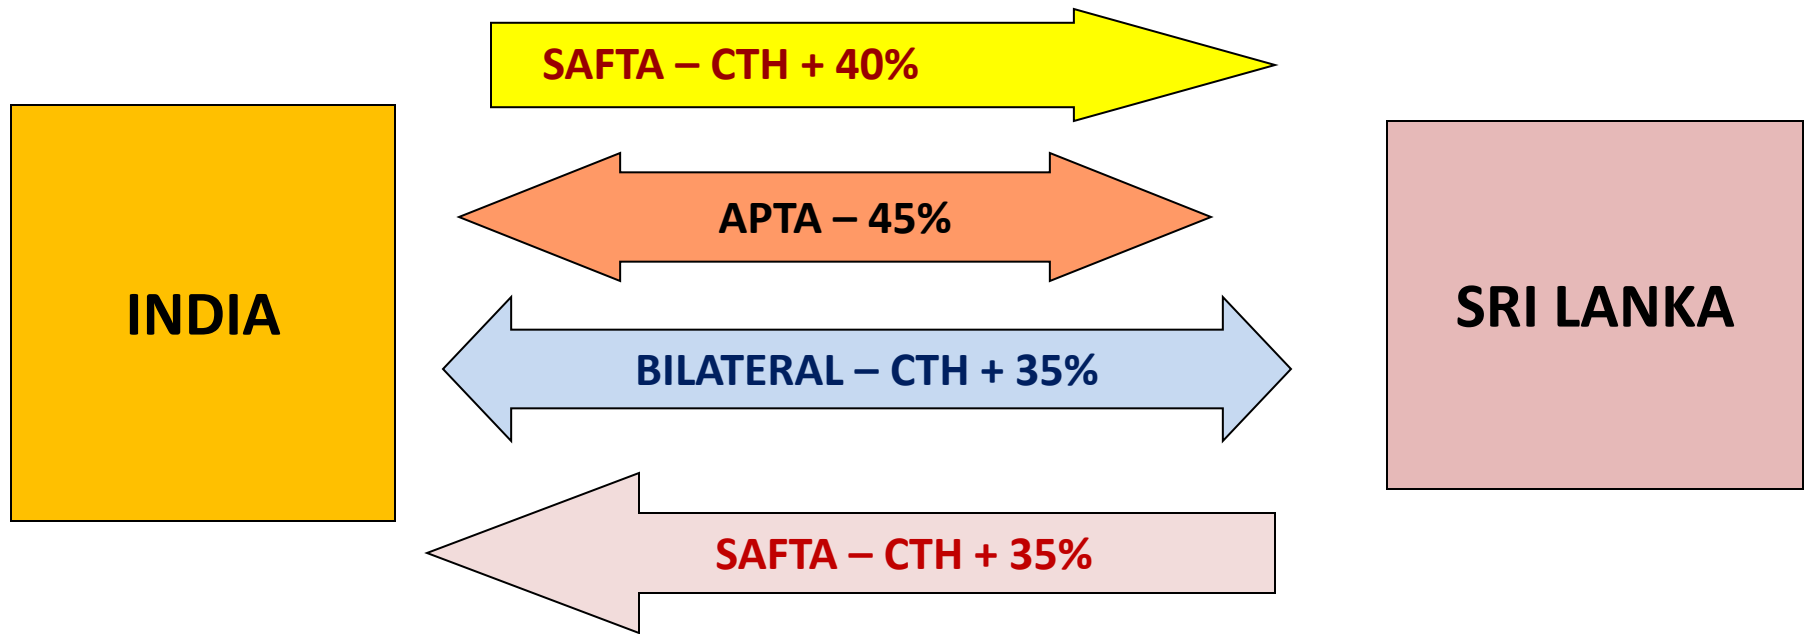 SAFTA – CTH + 40%
APTA – 45%
INDIA
SRI LANKA
BILATERAL – CTH + 35%
SAFTA – CTH + 35%